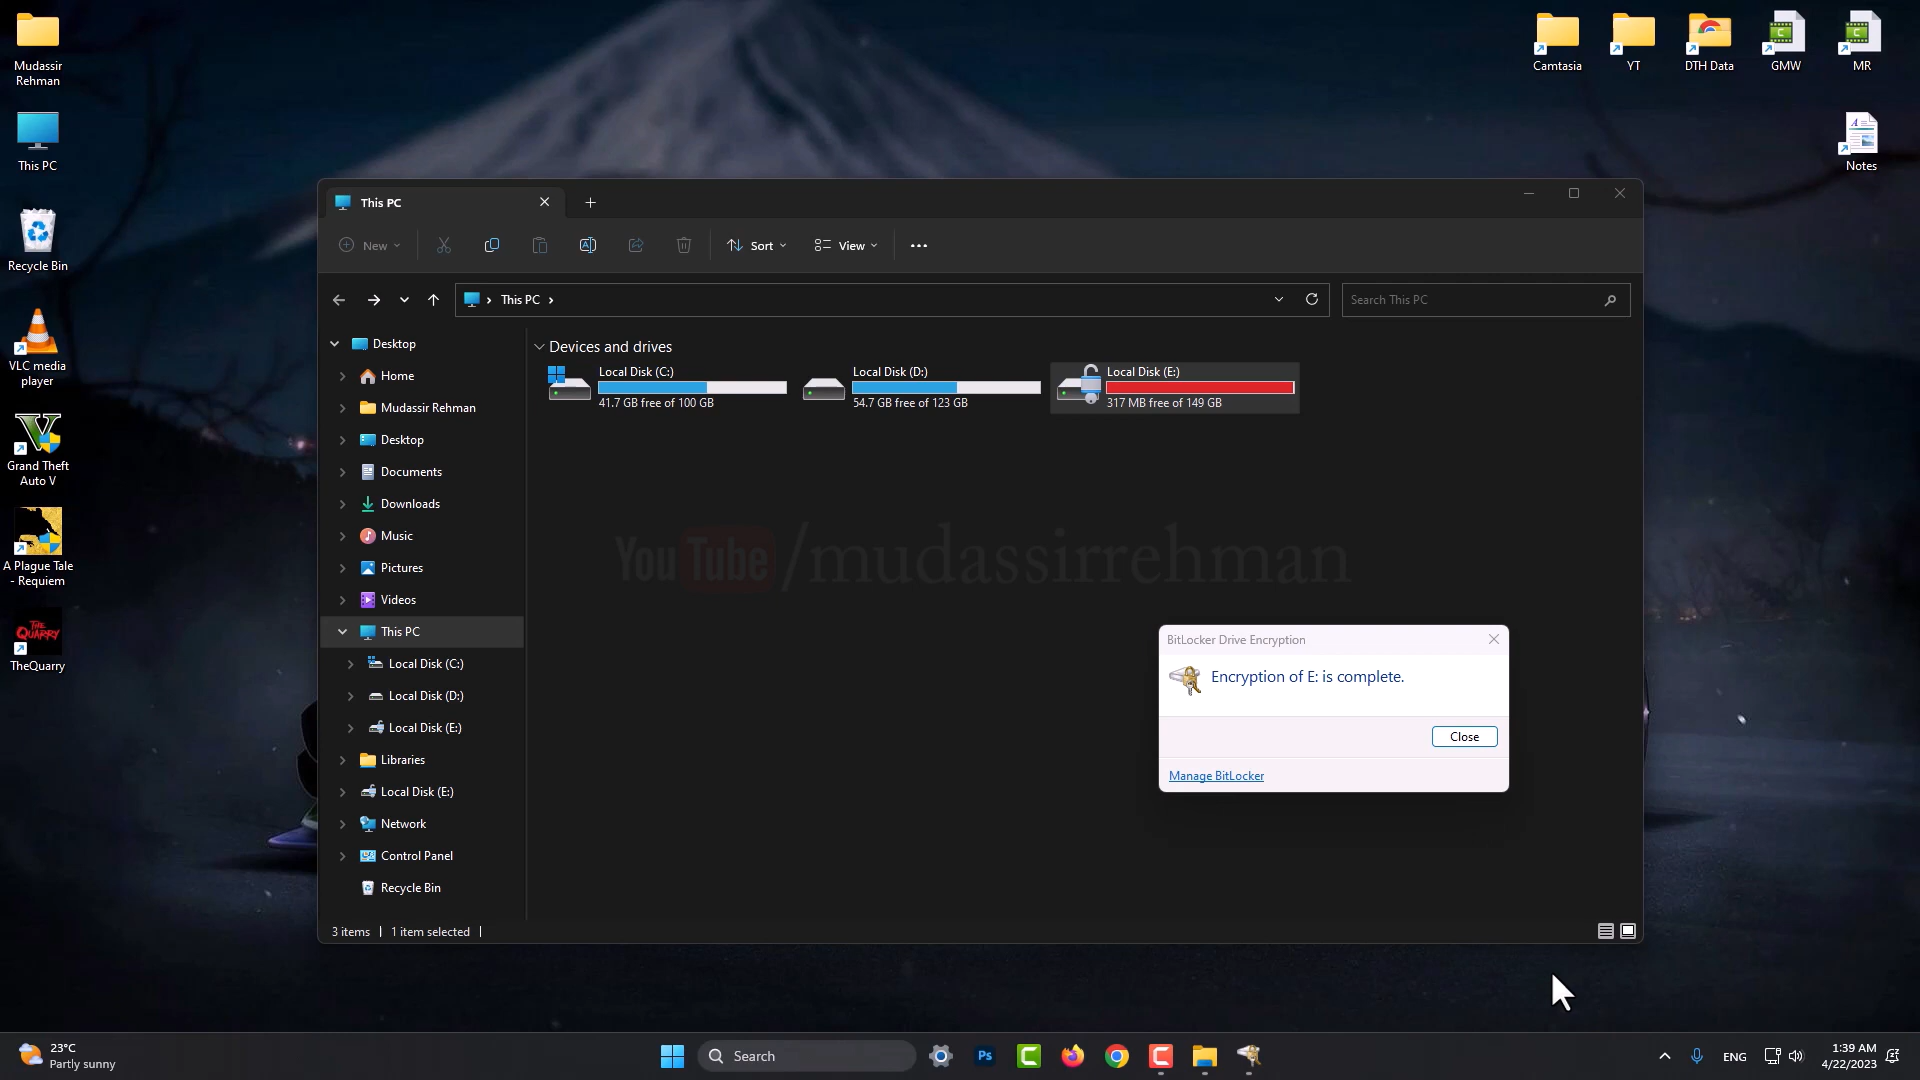 Mudassir
Rehman
This PC
Recycle Bin
VLC media
player
Grand Theft
Auto V
A Plague Tale
- Requiem
THE
QUARRY
TheQuarry
Camtasia
YT
DTH Data
C
GMW
C
MR
Notes
This PC
New
Sort
View
This PC
Search This PC
Desktop
Home
Mudassir Rehman
Desktop
Documents
Downloads
Music
Pictures
Videos
This PC
Local Disk (C:)
Local Disk (D:)
Local Disk (E:)
Libraries
Local Disk (E:)
Network
Control Panel
Recycle Bin
Devices and drives
Local Disk (C:)
41.7 GB free of 100 GB
Local Disk (D:)
54.7 GB free of 123 GB
Local Disk (E:)
317 MB free of 149 GB
YouTube/mudassirrehman
BitLocker Drive Encryption
Encryption of E: is complete.
Close
Manage BitLocker
3 items
1 item selected
23°C
Partly sunny
Search
Ps
ENG
1:39 AM
4/22/2023